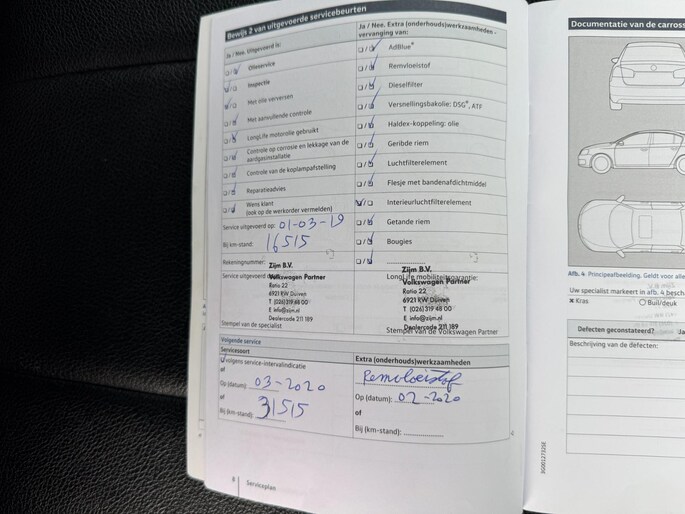 Bewijs 2 van uitgevoerde servicebeurten
Ja / Nee. Uitgevoerd is:
Olieservice
Inspectie
Met olie verversen
Met aanvullende controle
LongLife motorolie gebruikt
Controle op corrosie en lekkage van de
aardgasinstallatie
Controle van de koplampafstelling
Reparatieadvies
Wens klant
(ook op de werkorder vermelden)
Service uitgevoerd op: 01-03-19
Bij km-stand: 16515
Rekeningnummer:
Service uitgevoerd
Zijm B.V.
Volkswagen Partner
Ratio 22
6921 RW Duiven
T (026) 319 48 00
E info@zijm.nl
Dealercode 211 189
Stempel van de specialist
Ja / Nee. Extra (onderhouds)werkzaamheden -
vervanging van:
AdBlue®
Remvloeistof
Dieselfilter
Versnellingsbakolie: DSG®, ATF
Haldex-koppeling: olie
Geribde riem
Luchtfilterelement
Flesje met bandenafdichtmiddel
Interieurluchtfilterelement
Getande riem
Bougies
LongLife mobiliteitsgarantie:
Zijm B.V.
Volkswagen Partner
Ratio 22
6921 RW Duiven
T (026) 319 48 00
E info@zijm.nl
Dealercode 211 189
Stempel van de Volkswagen Partner
Volgende service
Servicesoort
volgens service-intervalindicatie
of
Op (datum): 03-2020
of
Bij (km-stand): 31515
Extra (onderhouds)werkzaamheden
Remvloeistof
Op (datum): 02-2020
of
Bij (km-stand):
8 Serviceplan
Documentatie van de carross
Afb. 4 Principeafbeelding. Geldt voor alle
Uw specialist markeert in afb. 4 besch
Kras
Buil/deuk
Defecten geconstateerd? Ja
Beschrijving van de defecten: